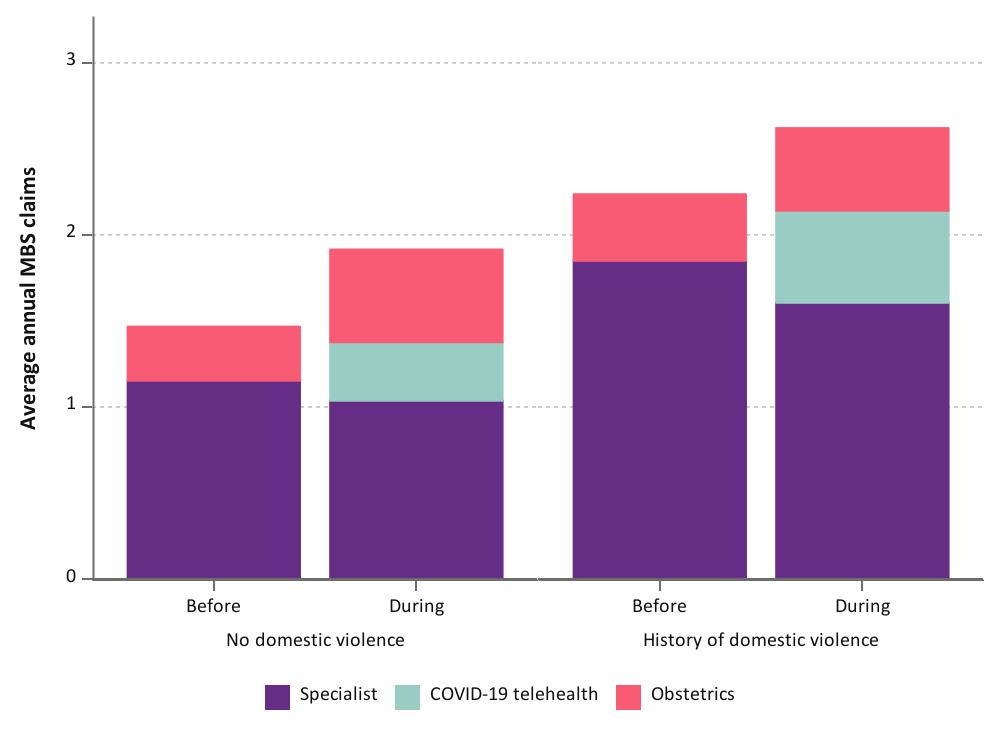 Average annual MBS claims
3
2
1
0
Before During Before During
No domestic violence History of domestic violence
Specialist COVID-19 telehealth Obstetrics